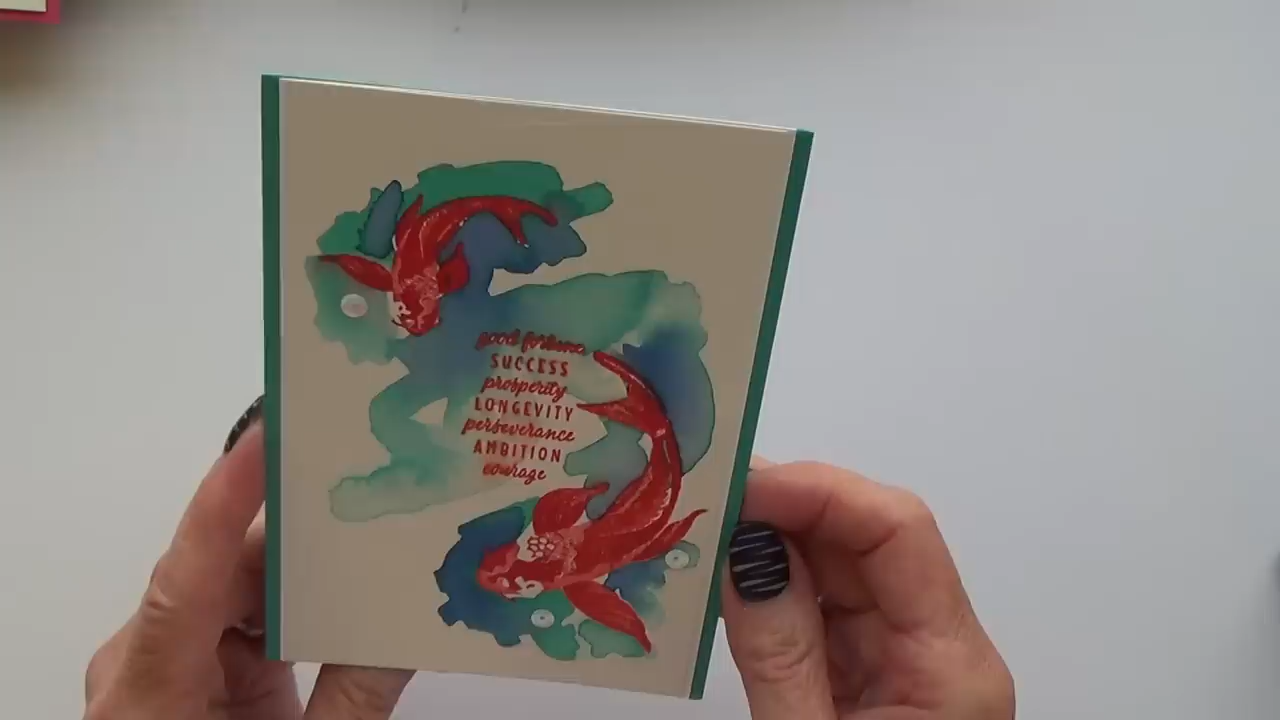 good fortune
SUCCESS
prosperity
LONGEVITY
perseverance
AMBITION
courage